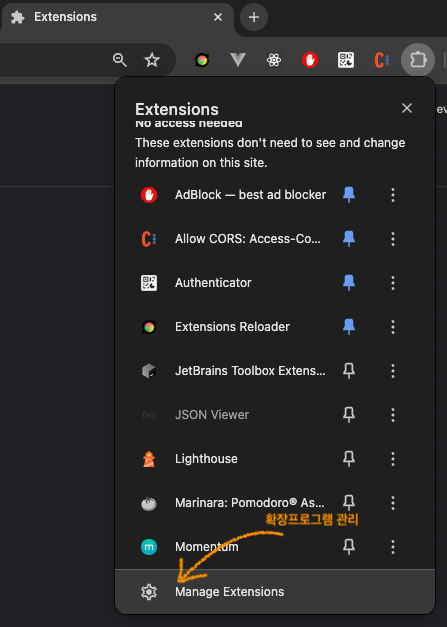 Extensions
Extensions
No access needed
These extensions don't need to see and change
information on this site.
AdBlock — best ad blocker
Allow CORS: Access-Co...
Authenticator
Extensions Reloader
JetBrains Toolbox Extens...
JSON Viewer
Lighthouse
Marinara: Pomodoro® As...
확장프로그램 관리
Momentum
Manage Extensions